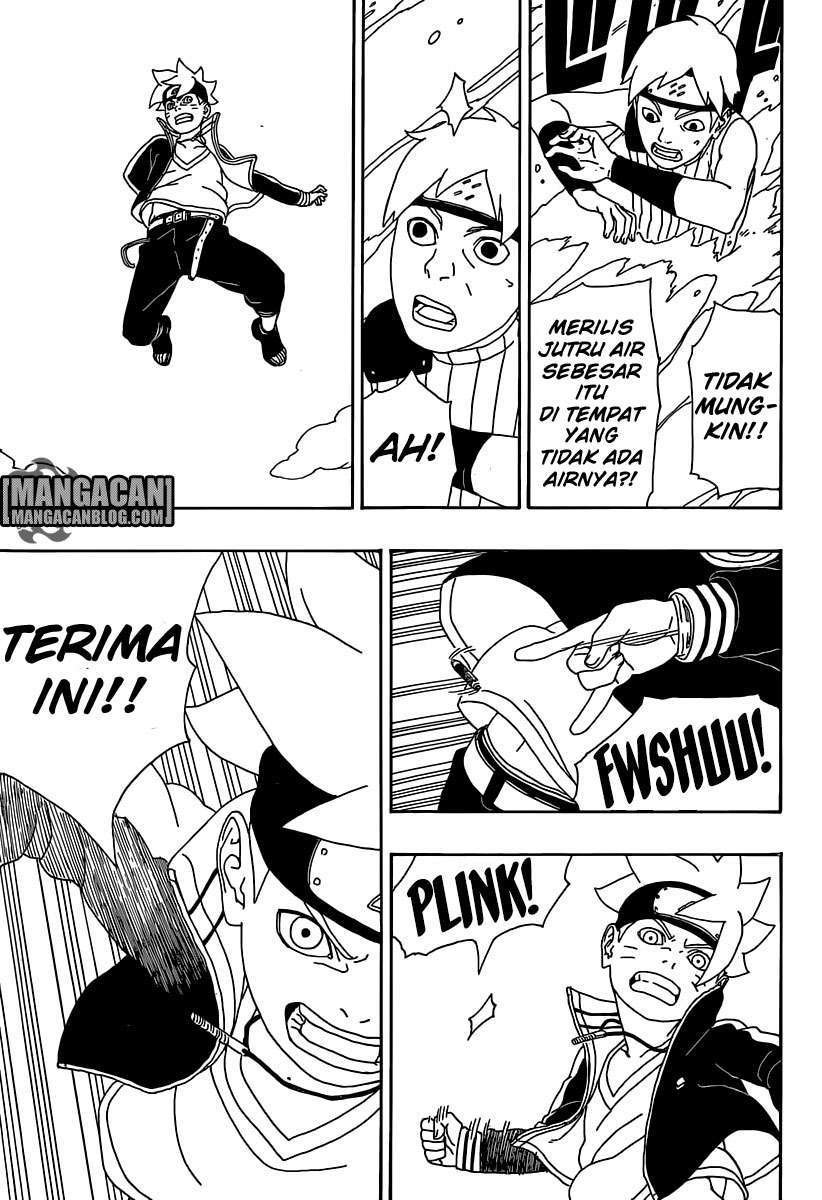 TIDAK
MUNG-
KIN!!
MERILIS
JUTRU AIR
SEBESAR
ITU
DI TEMPAT
YANG
TIDAK ADA
AIRNYA?!
AH!
MANGACAN
MANGACANBLOG.COM
FWSHUU!
PLINK!
TERIMA
INI!!